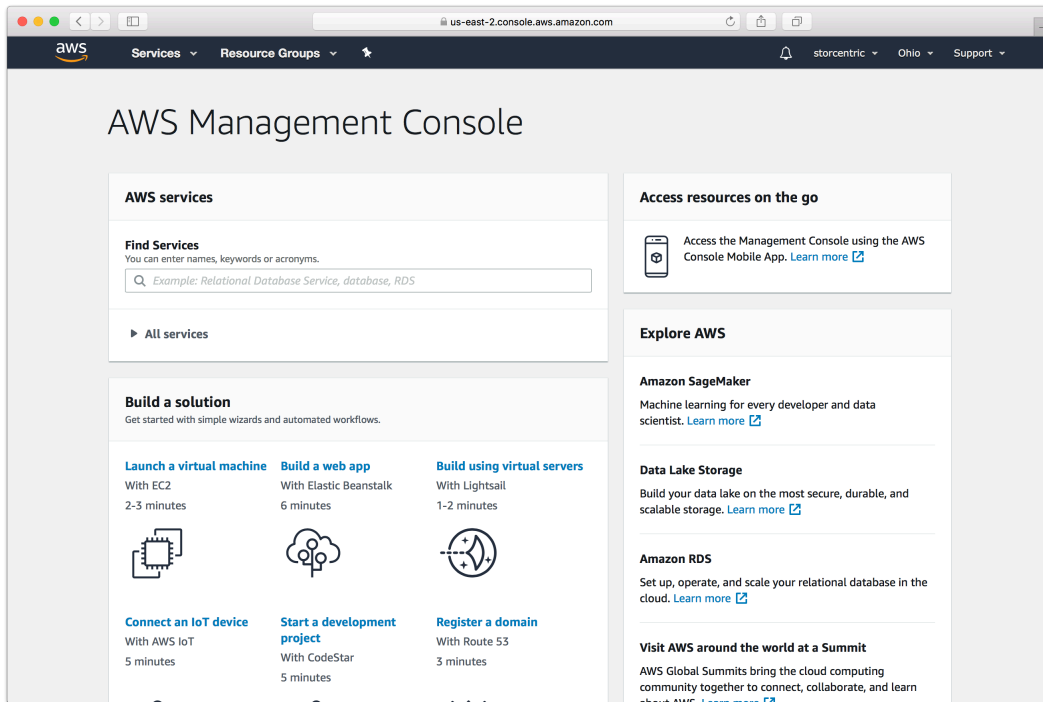 us-east-2.console.aws.amazon.com
aws Services Resource Groups storcentric Ohio Support
AWS Management Console
AWS services
Find Services
You can enter names, keywords or acronyms.
Example: Relational Database Service, database, RDS
All services
Build a solution
Get started with simple wizards and automated workflows.
Launch a virtual machine
With EC2
2-3 minutes
Build a web app
With Elastic Beanstalk
6 minutes
Build using virtual servers
With Lightsail
1-2 minutes
Connect an IoT device
With AWS IoT
5 minutes
Start a development
project
With CodeStar
5 minutes
Register a domain
With Route 53
3 minutes
Access resources on the go
Access the Management Console using the AWS
Console Mobile App. Learn more
Explore AWS
Amazon SageMaker
Machine learning for every developer and data
scientist. Learn more
Data Lake Storage
Build your data lake on the most secure, durable, and
scalable storage. Learn more
Amazon RDS
Set up, operate, and scale your relational database in the
cloud. Learn more
Visit AWS around the world at a Summit
AWS Global Summits bring the cloud computing
community together to connect, collaborate, and learn
about AWS. Learn more